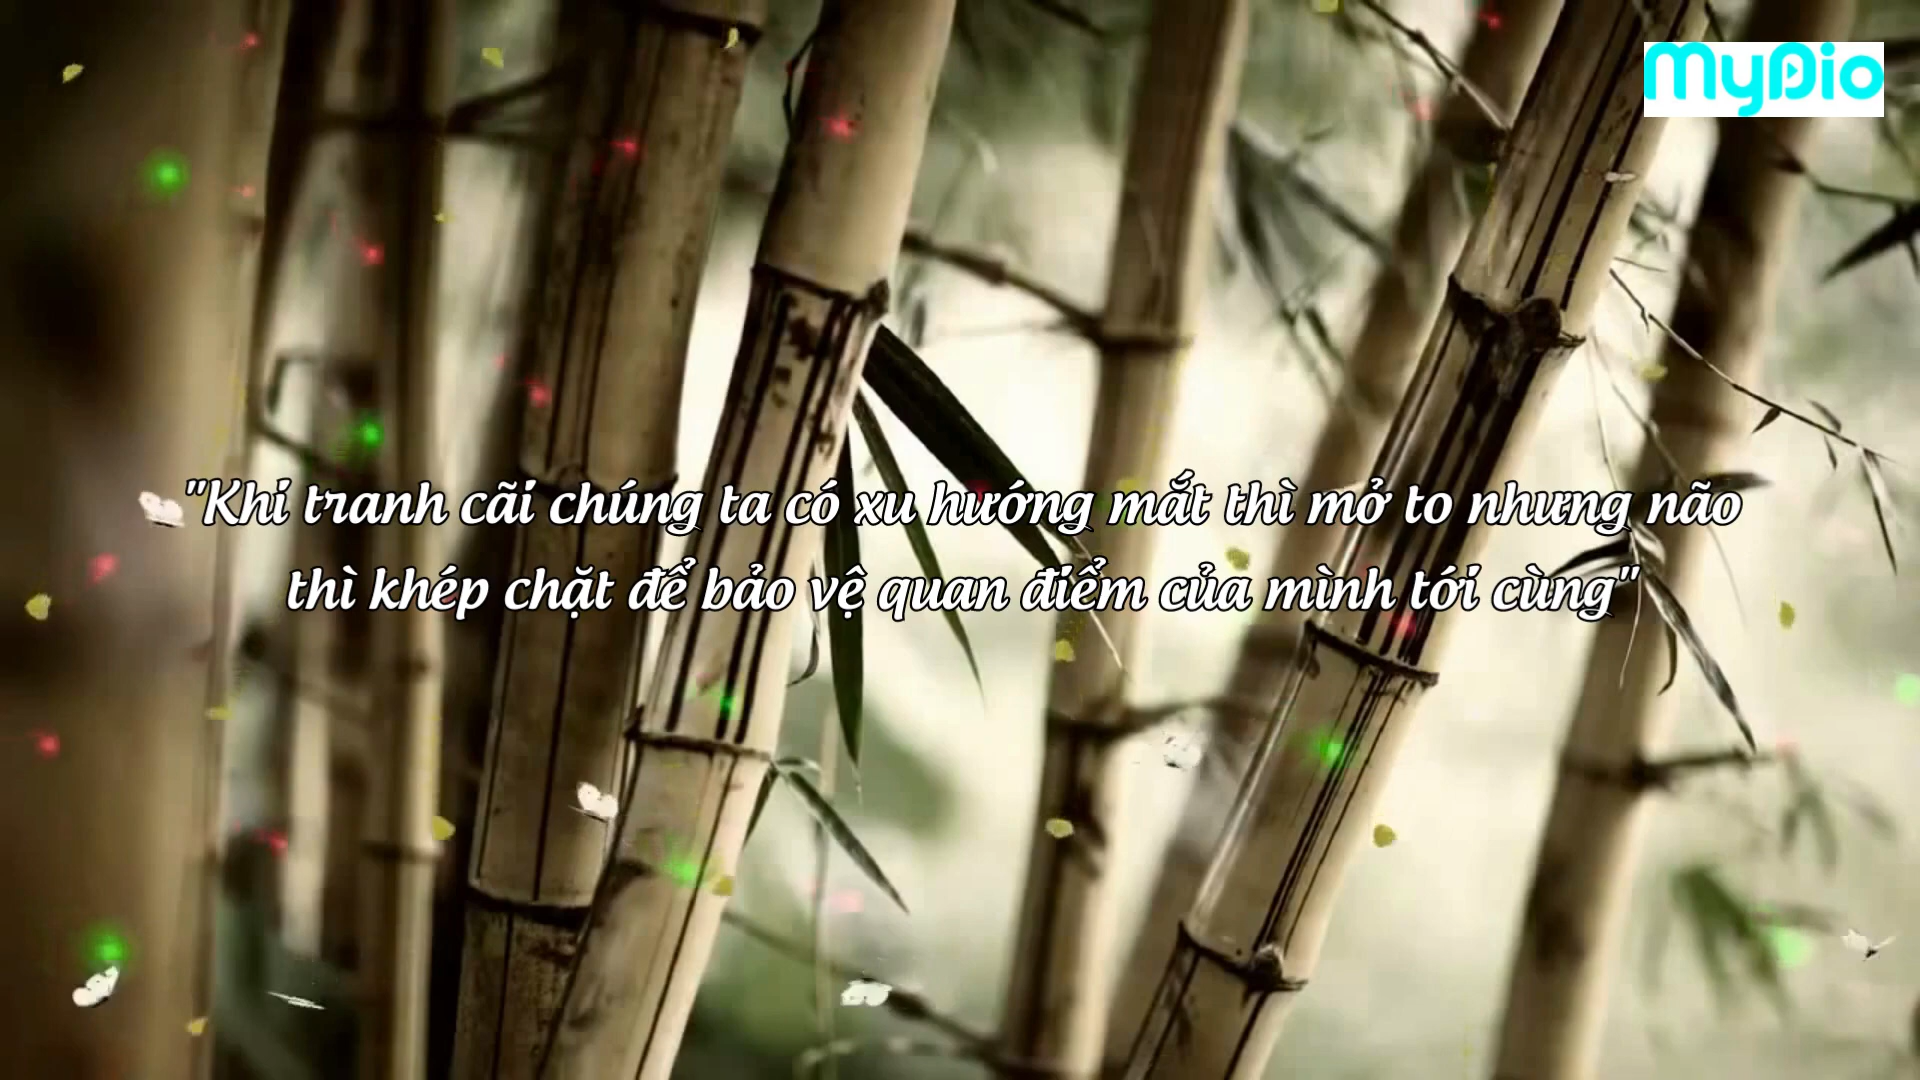 MyDio
"Khi tranh cãi chúng ta có xu hướng mắt thì mở to nhưng não
thì khép chặt để bảo vệ quan điểm của mình tới cùng"